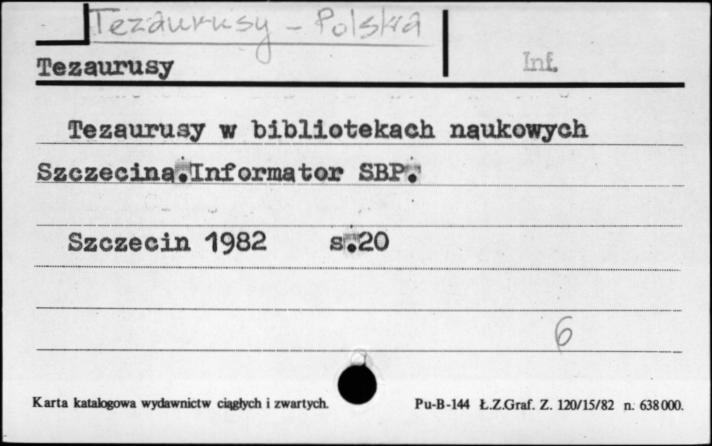 Tezaurusy - Polska
Tezaurusy Inf.
Tezaurusy w bibliotekach naukowych
Szczecina.Informator SBP.
Szczecin 1982 s.20
6
Karta katalogowa wydawnictw ciągłych i zwartych. Pu-B-144 Ł.Z.Graf. Z. 120/15/82 n. 638000.